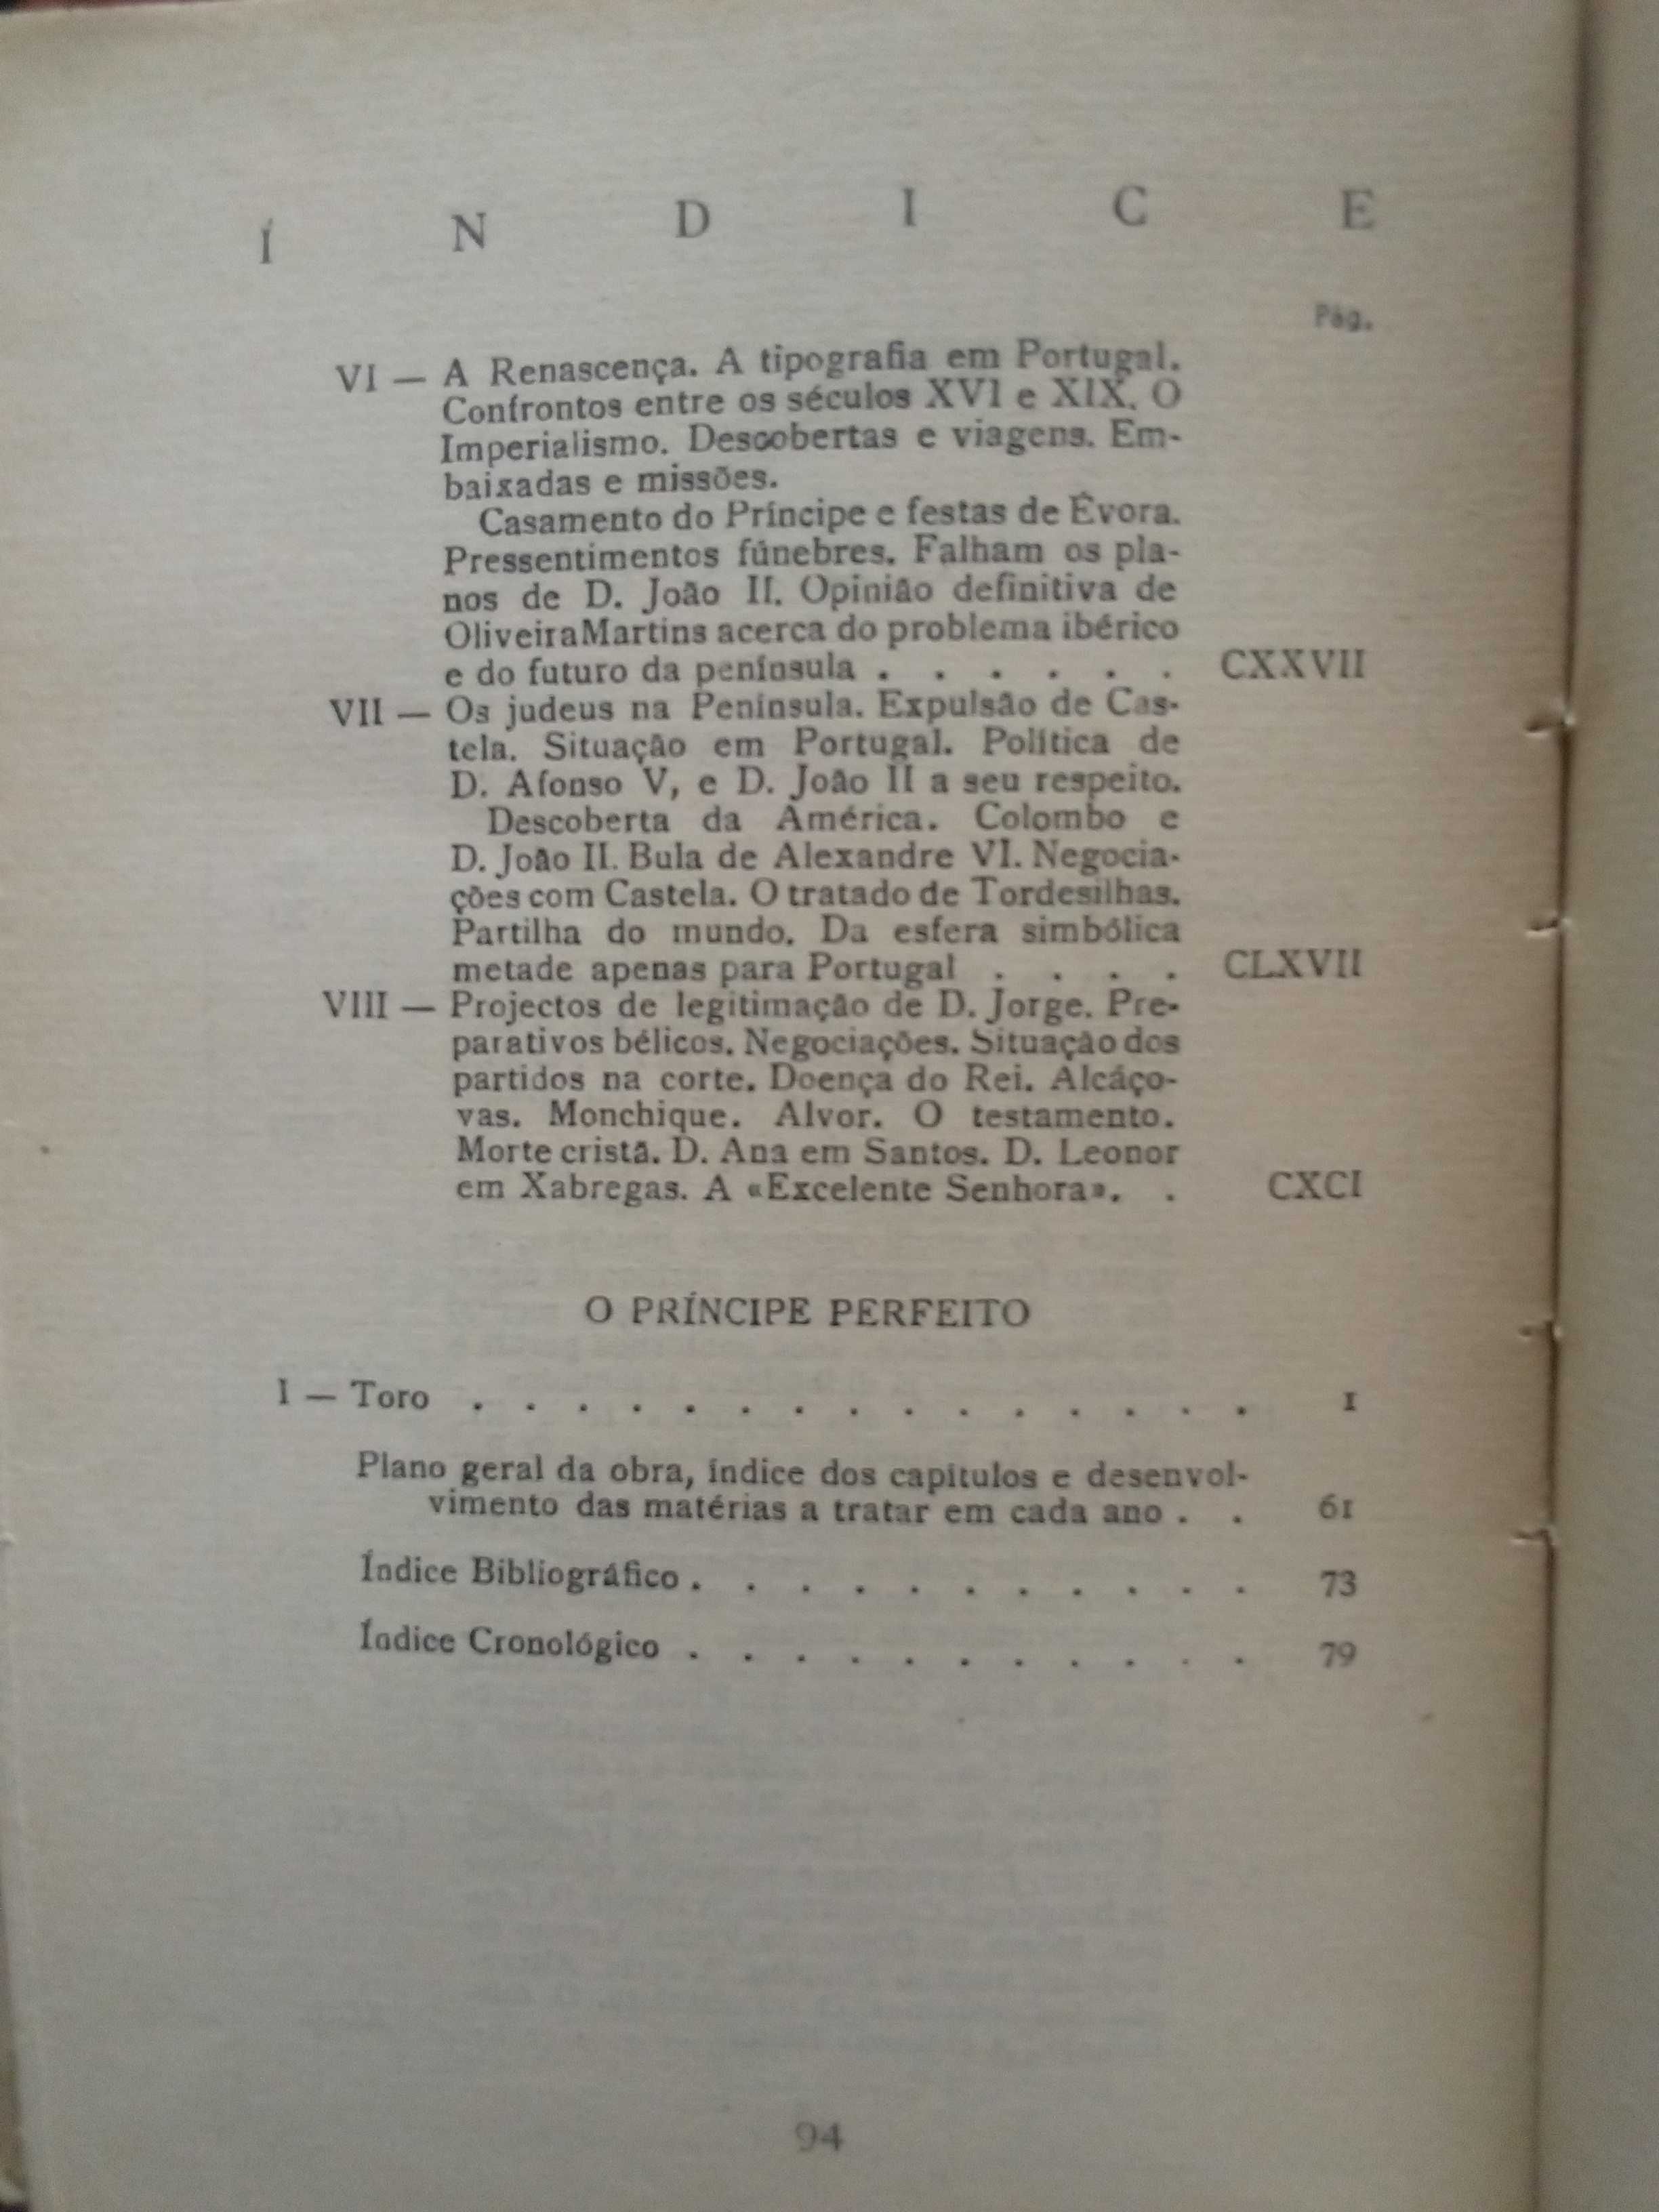 Í N D I C E
Pág.
VI — A Renascença. A tipografia em Portugal.
Confrontos entre os séculos XVI e XIX. O
Imperialismo. Descobertas e viagens. Em-
baixadas e missões.
Casamento do Príncipe e festas de Évora.
Pressentimentos fúnebres. Falham os pla-
nos de D. João II. Opinião definitiva de
Oliveira Martins acerca do problema ibérico
e do futuro da península . . . . . . CXXVII
VII — Os judeus na Península. Expulsão de Cas-
tela. Situação em Portugal. Política de
D. Afonso V, e D. João II a seu respeito.
Descoberta da América. Colombo e
D. João II. Bula de Alexandre VI. Negocia-
ções com Castela. O tratado de Tordesilhas.
Partilha do mundo. Da esfera simbólica
metade apenas para Portugal . . . . CLXVII
VIII — Projectos de legitimação de D. Jorge. Pre-
parativos bélicos. Negociações. Situação dos
partidos na corte. Doença do Rei. Alcáço-
vas. Monchique. Alvor. O testamento.
Morte cristã. D. Ana em Santos. D. Leonor
em Xabregas. A «Excelente Senhora». . CXCI
O PRÍNCIPE PERFEITO
I — Toro . . . . . . . . . . . . . . . 1
Plano geral da obra, índice dos capítulos e desenvol-
vimento das matérias a tratar em cada ano . . 61
Índice Bibliográfico . . . . . . . . . . . 73
Índice Cronológico . . . . . . . . . . . 79
94